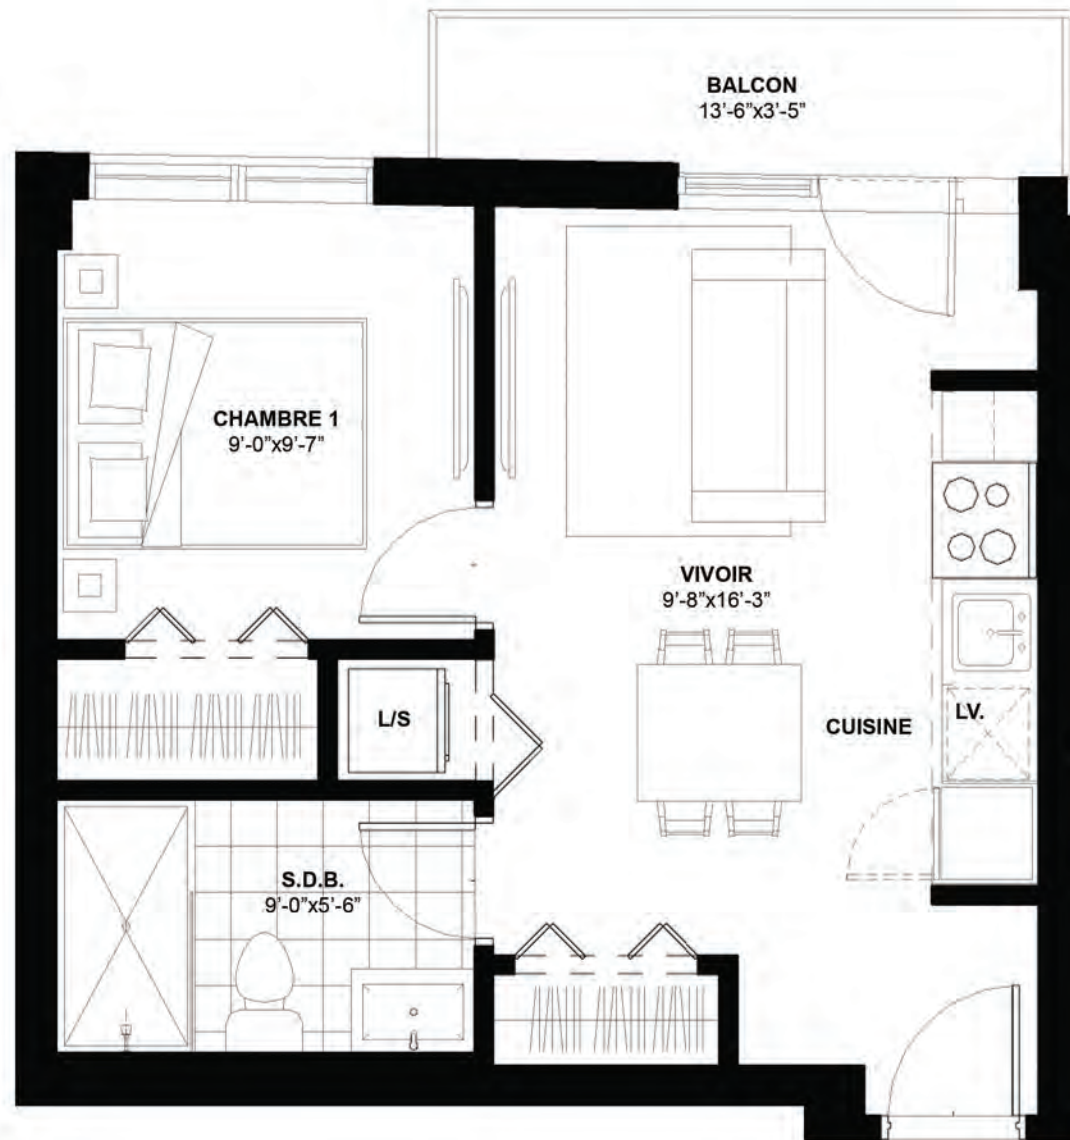 BALCON
13'-6"x3'-5"
CHAMBRE 1
9'-0"x9'-7"
VIVOIR
9'-8"x16'-3"
L/S
CUISINE
LV.
S.D.B.
9'-0"x5'-6"